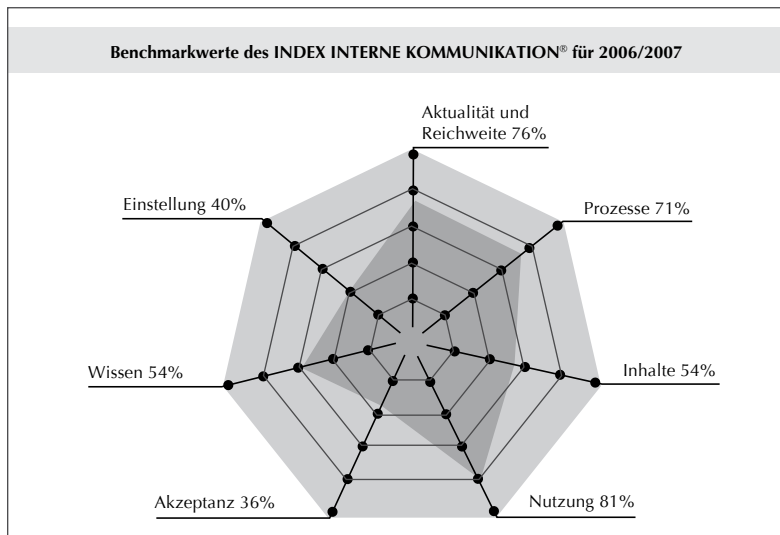 Benchmarkwerte des INDEX INTERNE KOMMUNIKATION® für 2006/2007
Aktualität und
Reichweite 76%
Einstellung 40%
Prozesse 71%
Wissen 54%
Inhalte 54%
Akzeptanz 36%
Nutzung 81%